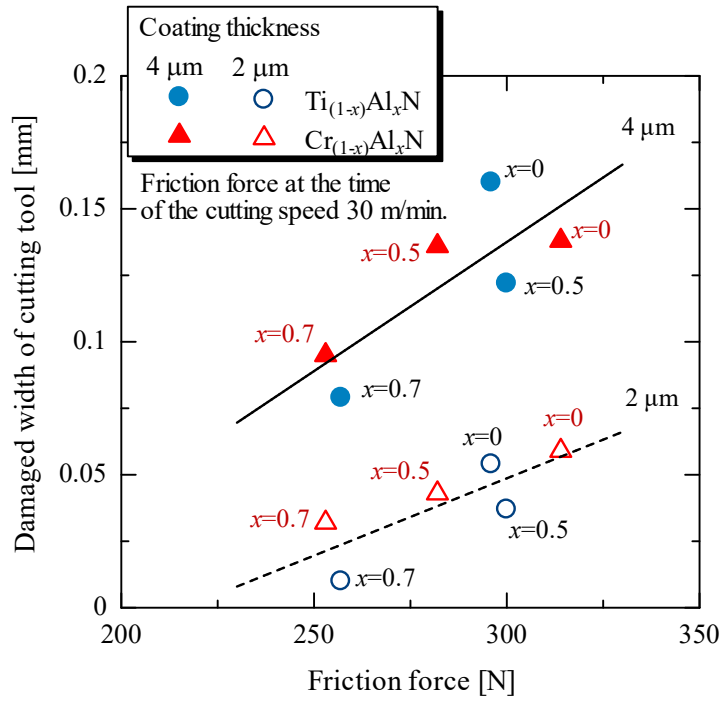 Coating thickness
4 μm 2 μm
Ti(1-x)AlxN
Cr(1-x)AlxN
Friction force at the time
of the cutting speed 30 m/min.
Damaged width of cutting tool [mm]
0.2
0.15
0.1
0.05
0
4 μm
x=0
x=0
x=0.5
x=0.5
x=0.7
x=0.7
2 μm
x=0
x=0
x=0.5
x=0.7
x=0.5
x=0.7
200 250 300 350
Friction force [N]